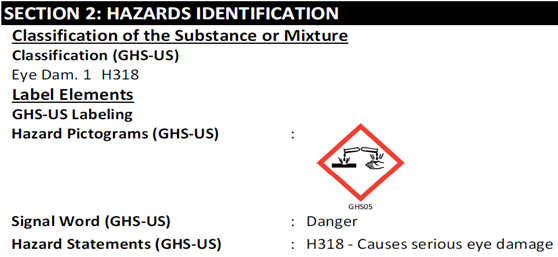 SECTION 2: HAZARDS IDENTIFICATION
Classification of the Substance or Mixture
Classification (GHS-US)
Eye Dam. 1 H318
Label Elements
GHS-US Labeling
Hazard Pictograms (GHS-US) :
GHS05
Signal Word (GHS-US) : Danger
Hazard Statements (GHS-US) : H318 - Causes serious eye damage